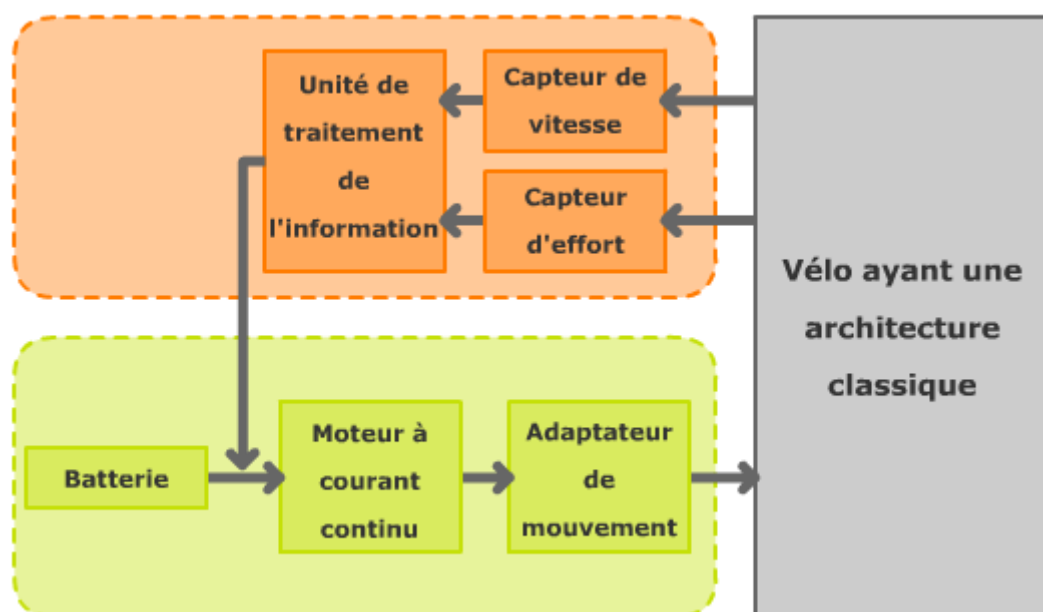 Unité de
traitement
de
l'information
Capteur de
vitesse
Capteur
d'effort
Vélo ayant une
architecture
classique
Batterie
Moteur à
courant
continu
Adaptateur
de
mouvement